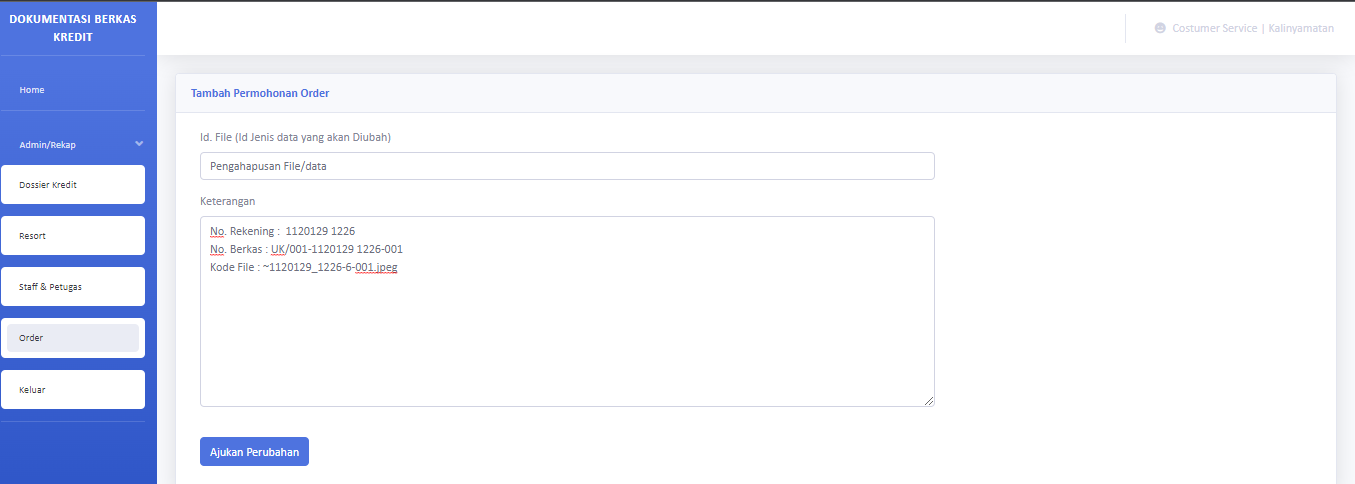 DOKUMENTASI BERKAS
KREDIT
Costumer Service | Kalinyamatan
Home
Admin/Rekap
Dossier Kredit
Resort
Staff & Petugas
Order
Keluar
Tambah Permohonan Order
Id. File (Id Jenis data yang akan Diubah)
Pengahapusan File/data
Keterangan
No. Rekening : 1120129 1226
No. Berkas : UK/001-1120129 1226-001
Kode File : ~1120129_1226-6-001.jpeg
Ajukan Perubahan